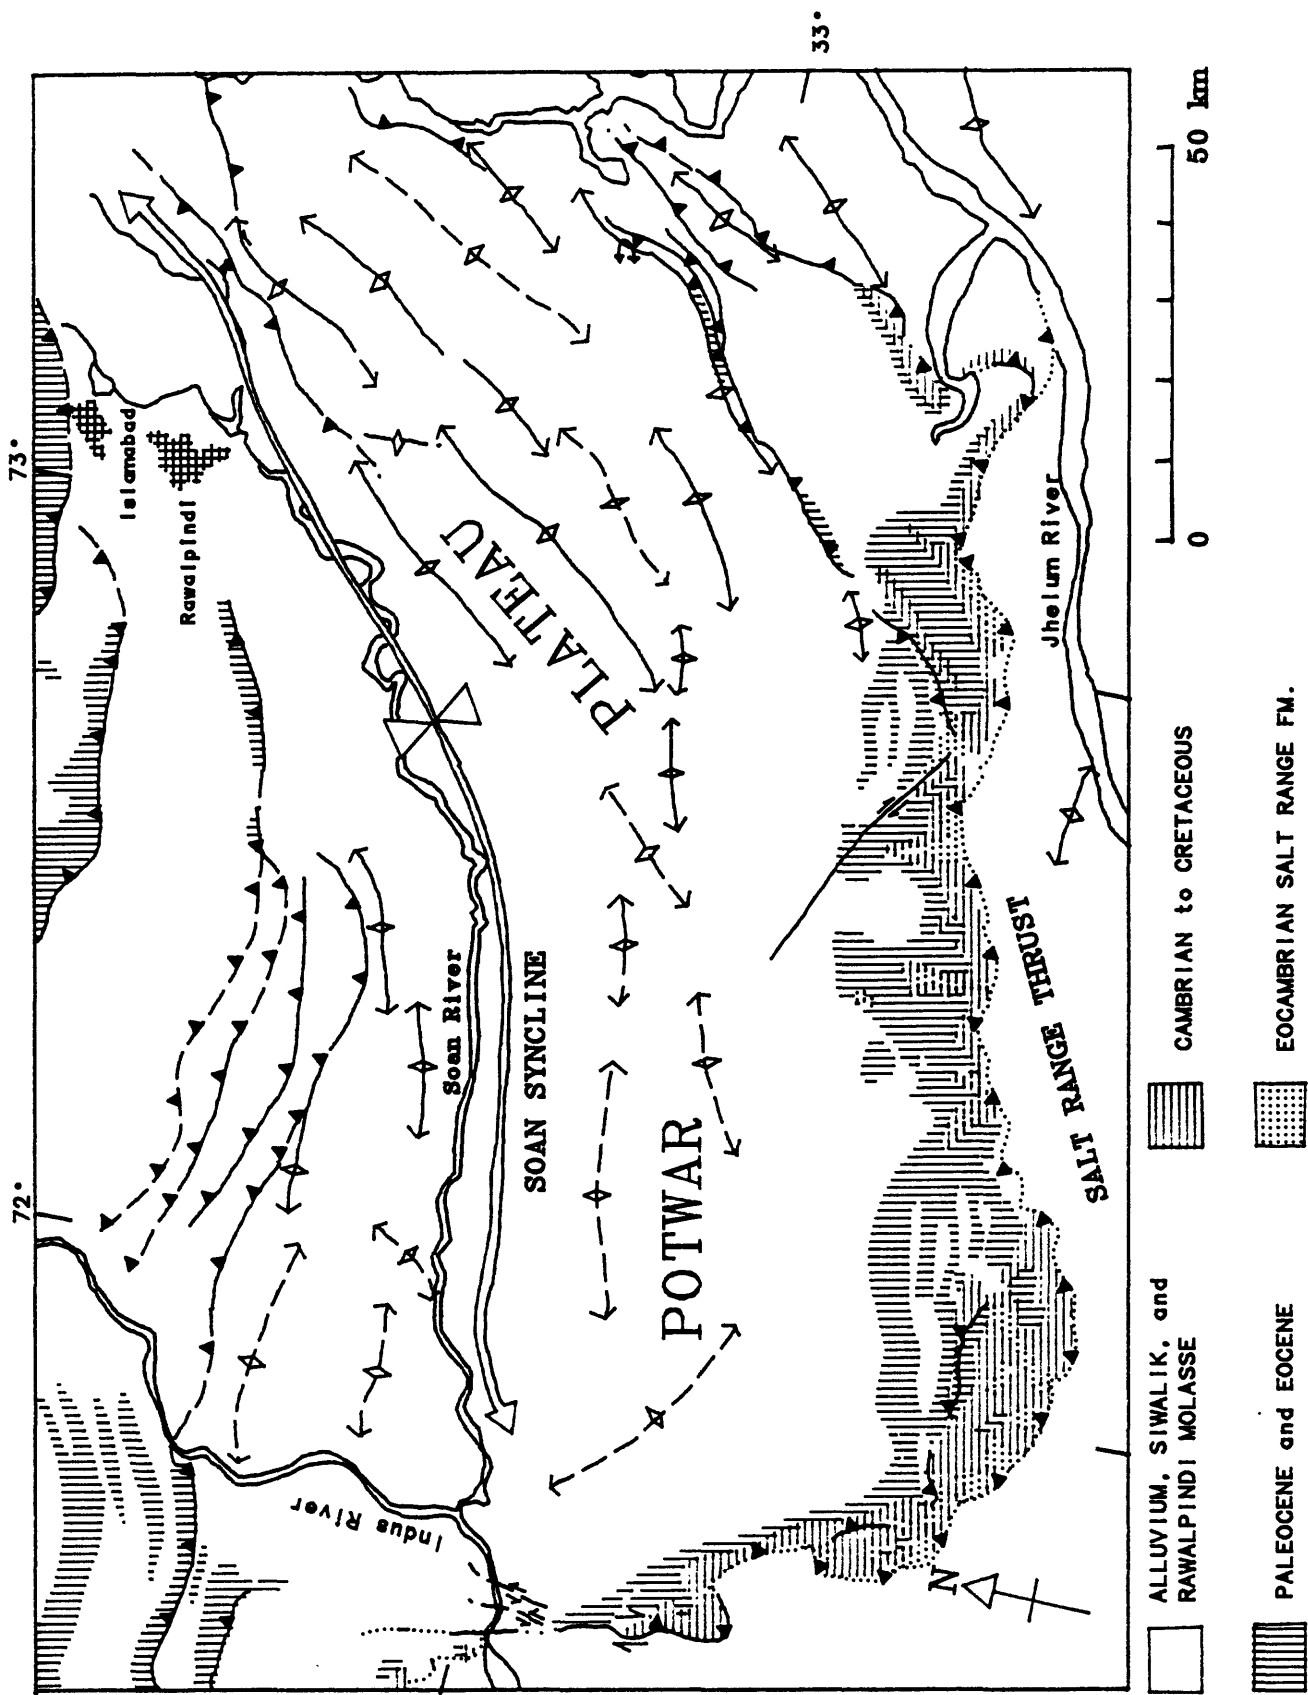 72°
73°
33°
Islamabad
Rawalpindi
Soan River
SOAN SYNCLINE
PLATEAU
POTWAR
Indus River
Jhelum River
SALT RANGE THRUST
N
0
50 km
ALLUVIUM, SIWALIK, and
RAWALPINDI MOLASSE
CAMBRIAN to CRETACEOUS
PALEOCENE and EOCENE
EOCAMBRIAN SALT RANGE FM.